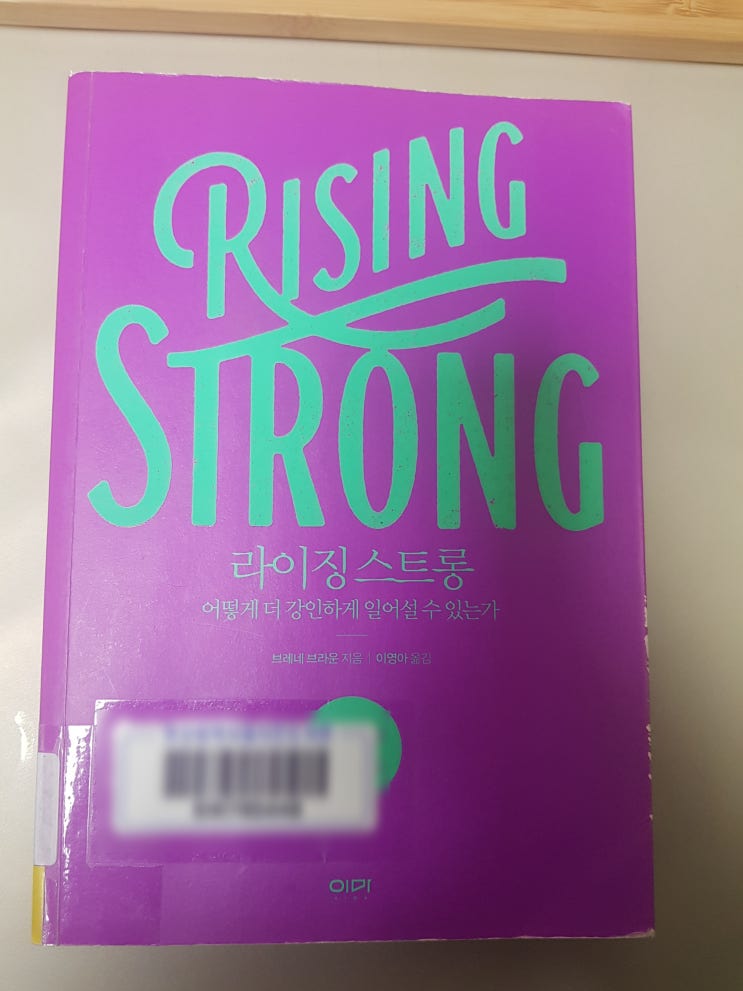 RISING
STRONG
라이징 스트롱
어떻게 더 강인하게 일어설 수 있는가
브레네 브라운 지음 | 이영아 옮김
이마